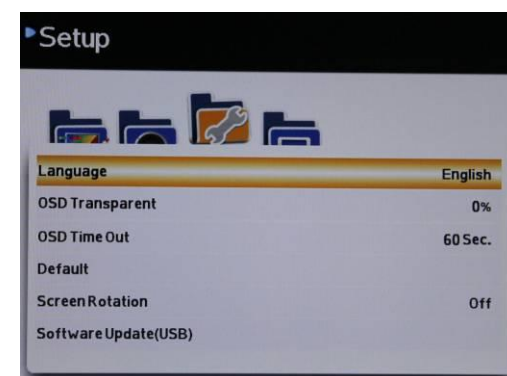 Setup
Language English
OSD Transparent 0%
OSD Time Out 60 Sec.
Default
Screen Rotation Off
Software Update(USB)